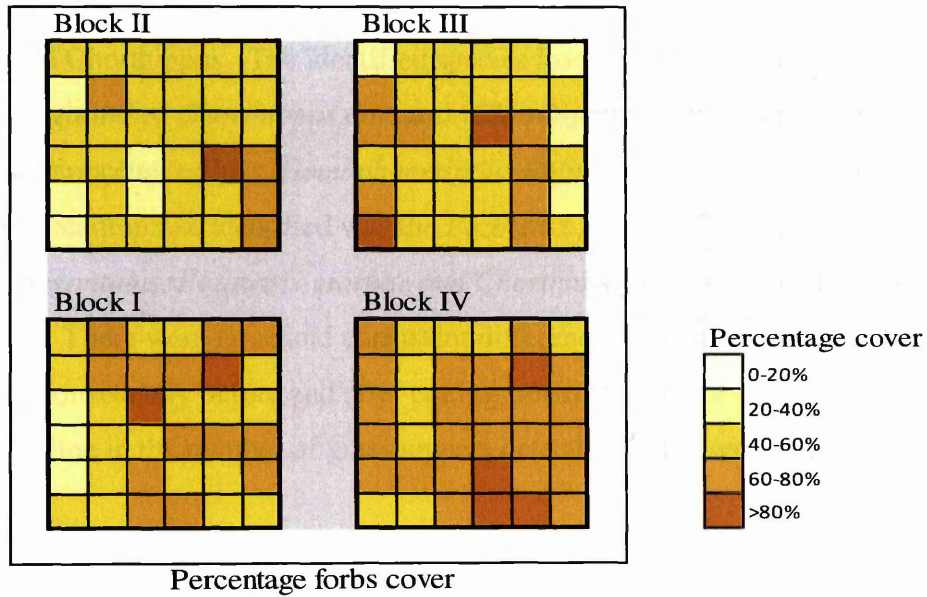 Block II
Block III
Block I
Block IV
Percentage cover
0-20%
20-40%
40-60%
60-80%
>80%
Percentage forbs cover